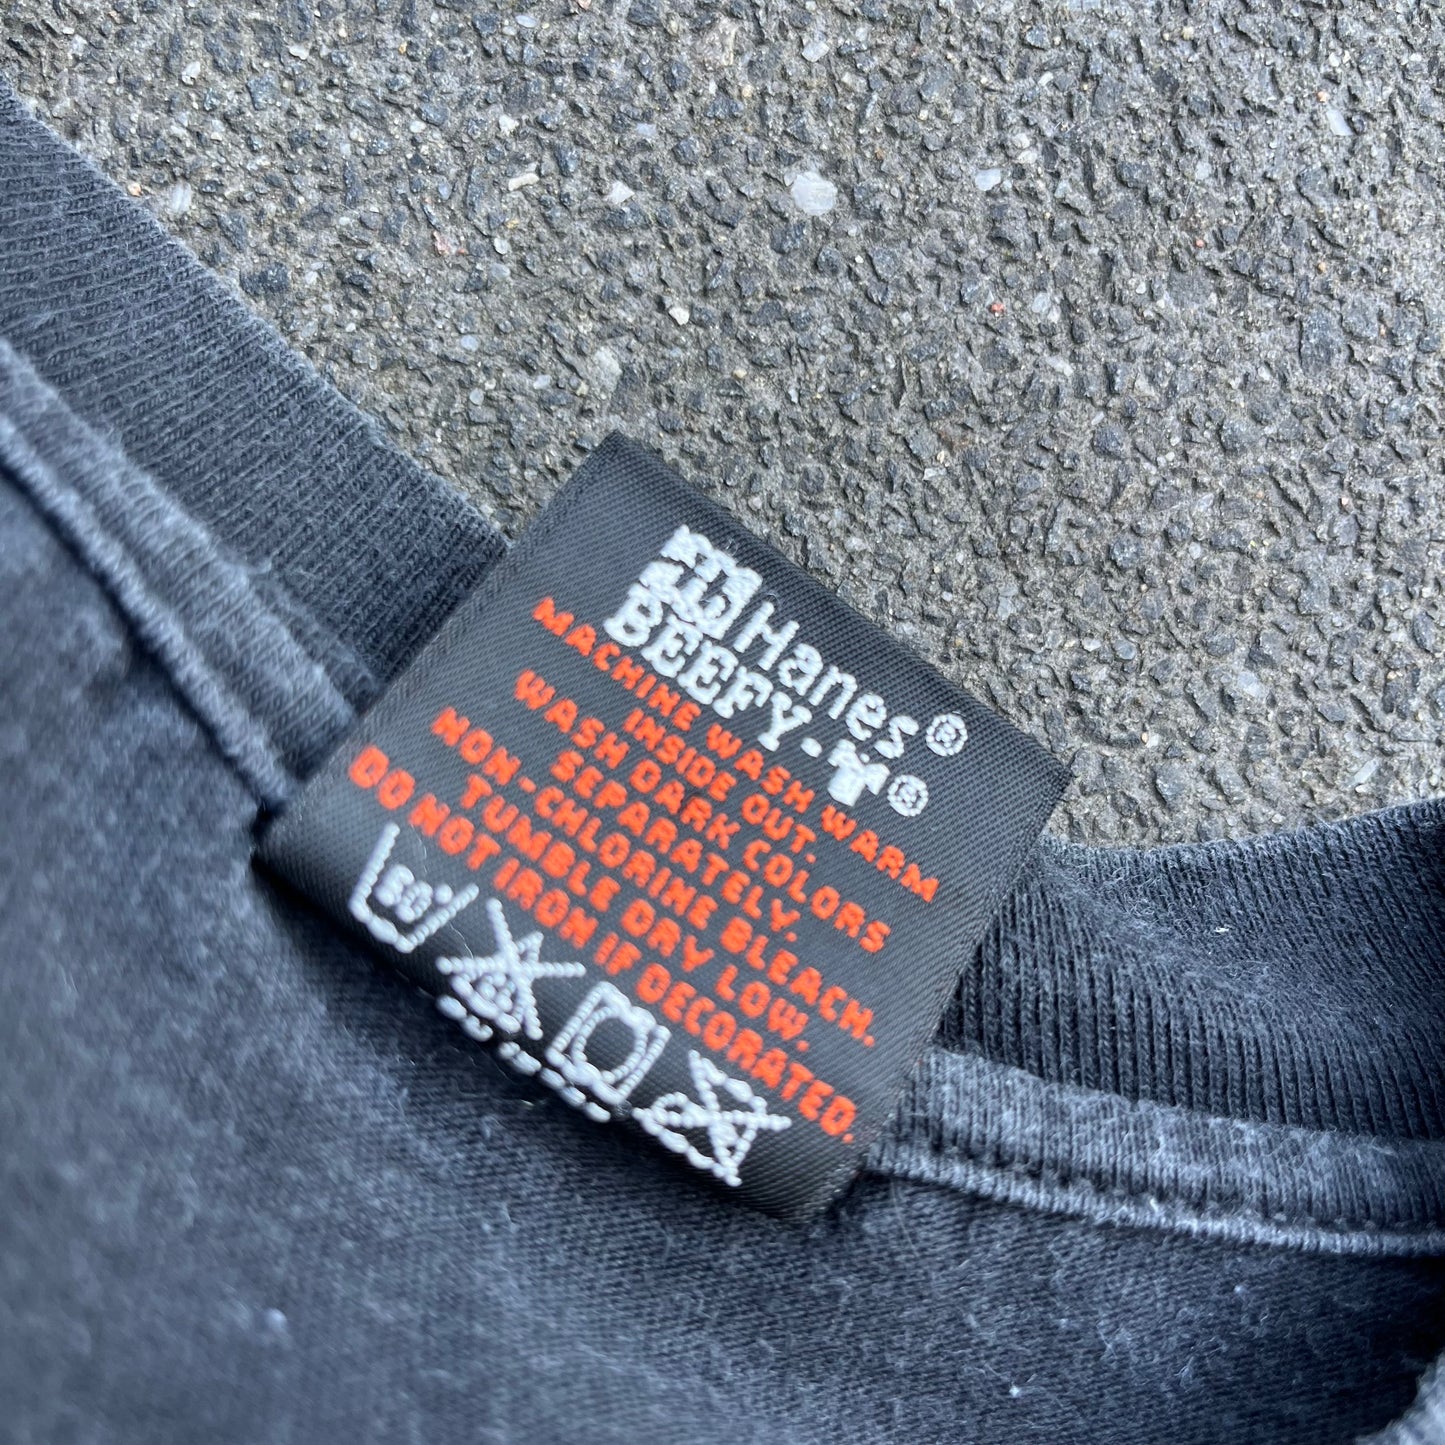 Hanes®
BEEFY-T®
MACHINE WASH WARM
INSIDE OUT.
WASH DARK COLORS
SEPARATELY.
NON-CHLORINE BLEACH.
TUMBLE DRY LOW.
DO NOT IRON IF DECORATED.